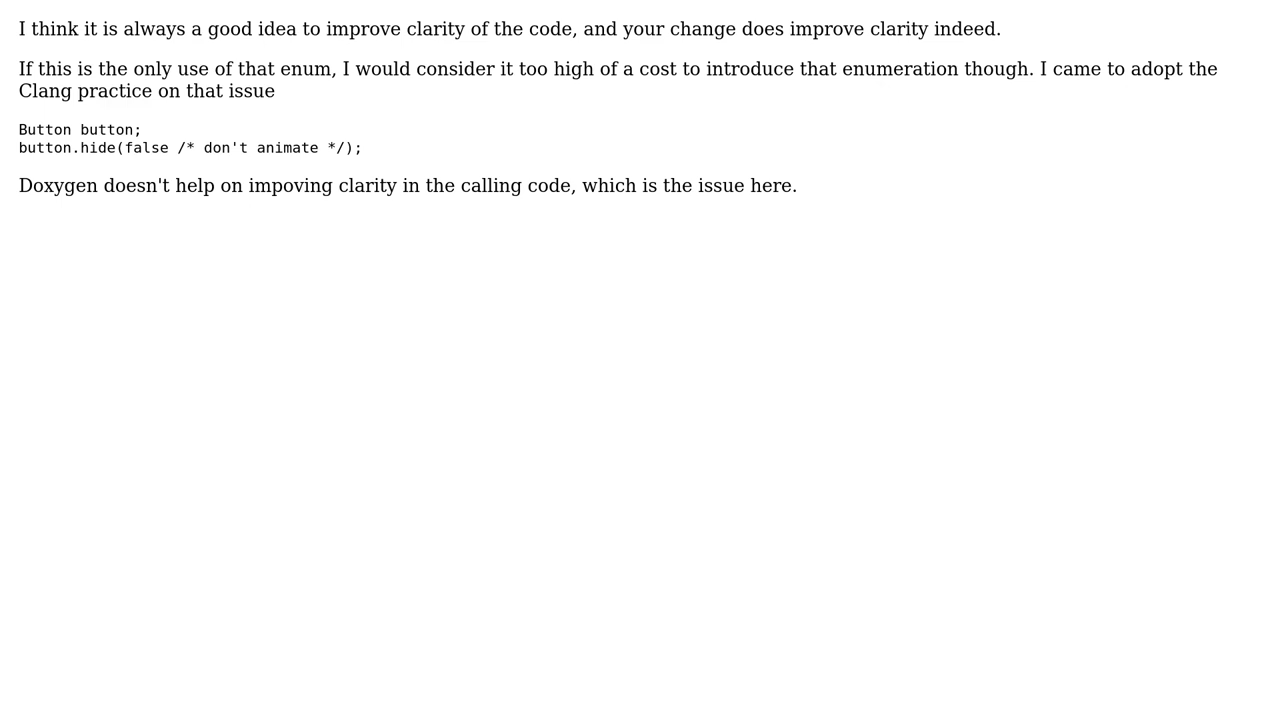 I think it is always a good idea to improve clarity of the code, and your change does improve clarity indeed.
If this is the only use of that enum, I would consider it too high of a cost to introduce that enumeration though. I came to adopt the
Clang practice on that issue
Button button;
button.hide(false /* don't animate */);
Doxygen doesn't help on impoving clarity in the calling code, which is the issue here.